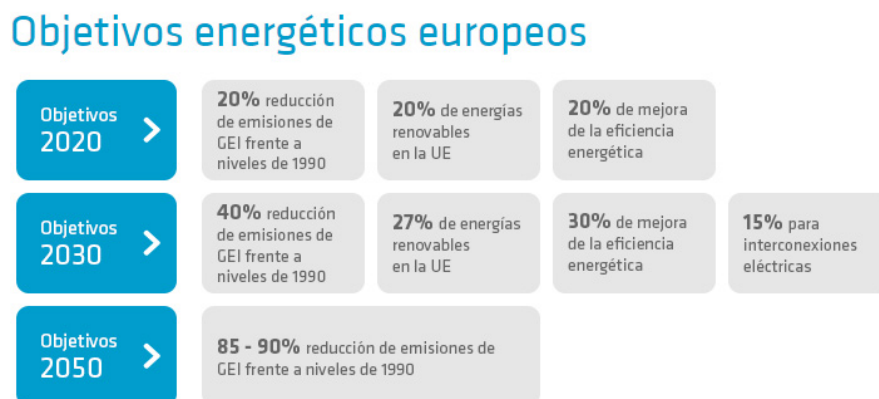 Objetivos energéticos europeos
Objetivos
2020
20% reducción
de emisiones de
GEI frente a
niveles de 1990
20% de energías
renovables
en la UE
20% de mejora
de la eficiencia
energética
Objetivos
2030
40% reducción
de emisiones de
GEI frente a
niveles de 1990
27% de energías
renovables
en la UE
30% de mejora
de la eficiencia
energética
15% para
interconexiones
eléctricas
Objetivos
2050
85 - 90% reducción de emisiones de
GEI frente a niveles de 1990